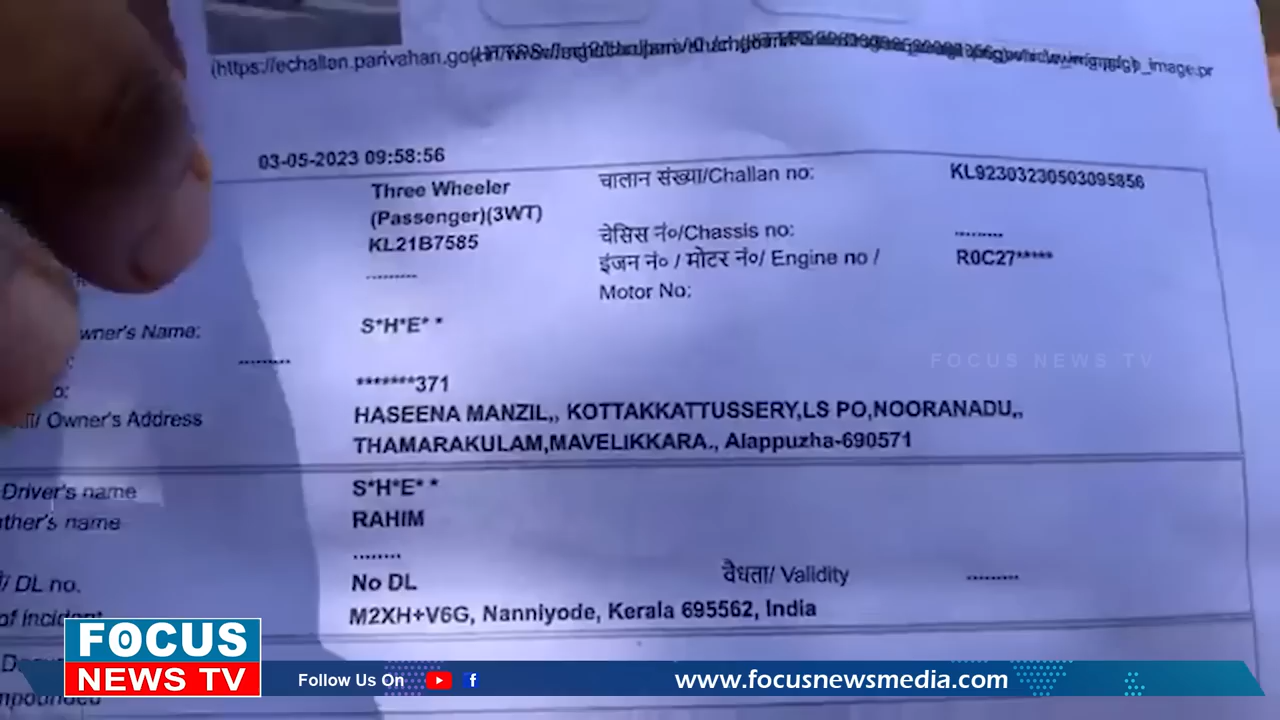 (https://echallan.parivahan.gov
_image.pr
03-05-2023 09:58:56
Three Wheeler
(Passenger)(3WT)
KL21B7585
---------
चालान संख्या/Challan no: KL92303230503095856
चेसिस नं०/Chassis no: ---------
इंजन नं० / मोटर नं०/ Engine no / R0C27*****
Motor No:
wner's Name: S*H*E* *
: ---------
o: *******371
/ Owner's Address HASEENA MANZIL,, KOTTAKKATTUSSERY,LS PO,NOORANADU,,
THAMARAKULAM,MAVELIKKARA., Alappuzha-690571
FOCUS NEWS TV
Driver's name S*H*E* *
ther's name RAHIM
--------
/ DL no. No DL वैधता/ Validity ---------
of incident M2XH+V6G, Nanniyode, Kerala 695562, India
FOCUS
NEWS TV
Follow Us On
www.focusnewsmedia.com